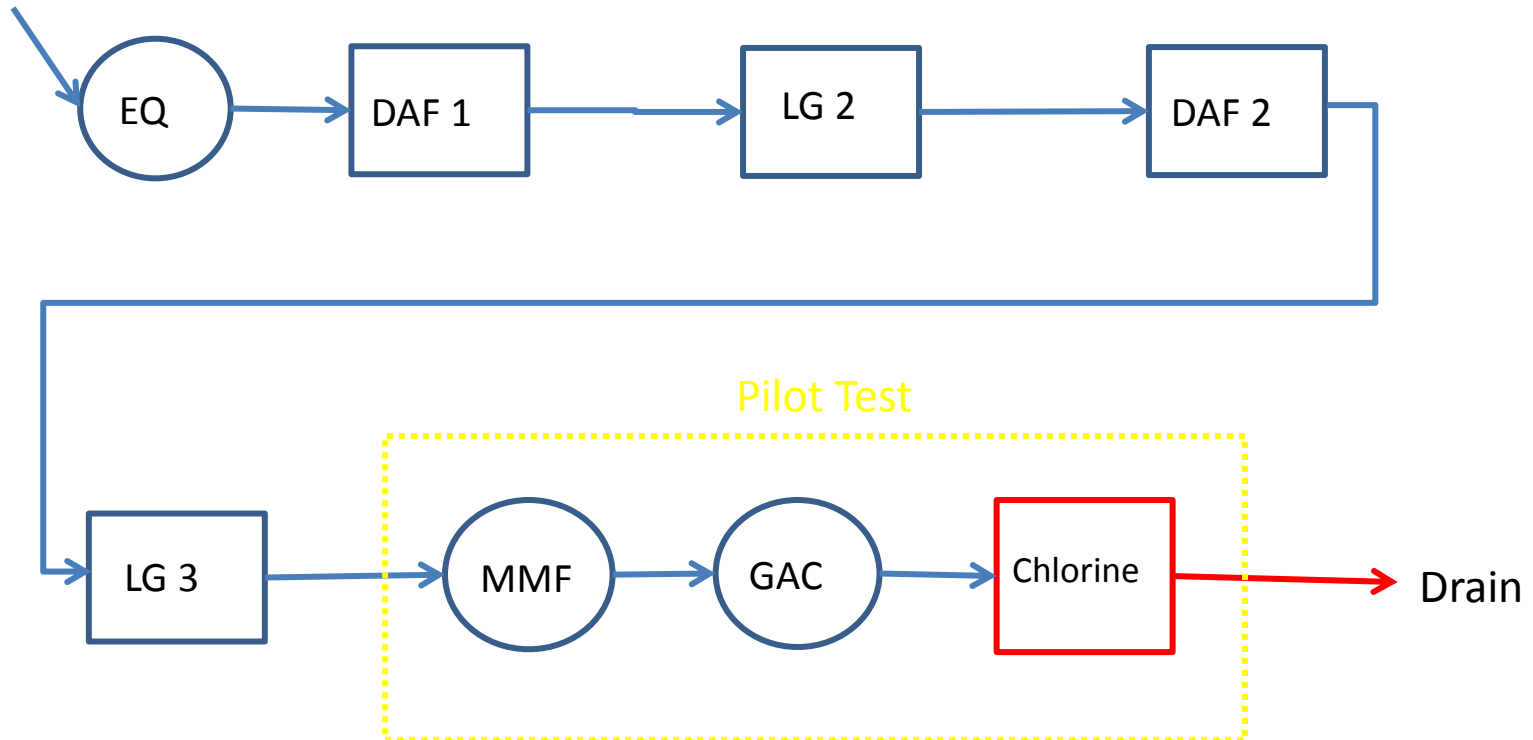 EQ
DAF 1
LG 2
DAF 2
Pilot Test
LG 3
MMF
GAC
Chlorine
Drain